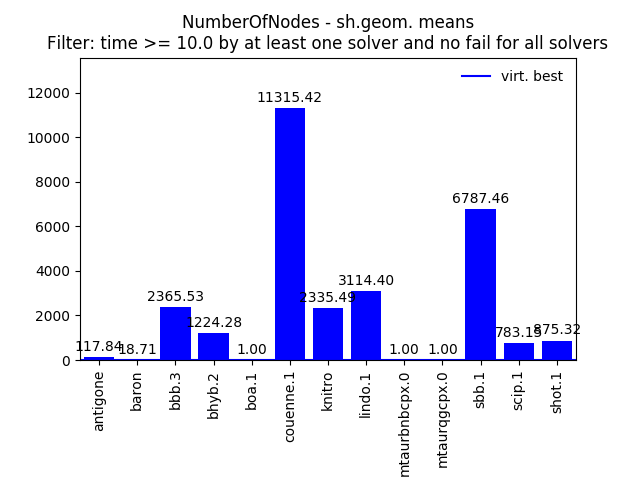 NumberOfNodes - sh.geom. means
Filter: time >= 10.0 by at least one solver and no fail for all solvers
virt. best
12000
10000
8000
6000
4000
2000
0
117.84
18.71
2365.53
1224.28
1.00
11315.42
2335.49
3114.40
1.00
1.00
6787.46
783.15
875.32
antigone
baron
bbb.3
bhyb.2
boa.1
couenne.1
knitro
lindo.1
mtaurbnbcpx.0
mtaurqgcpx.0
sbb.1
scip.1
shot.1